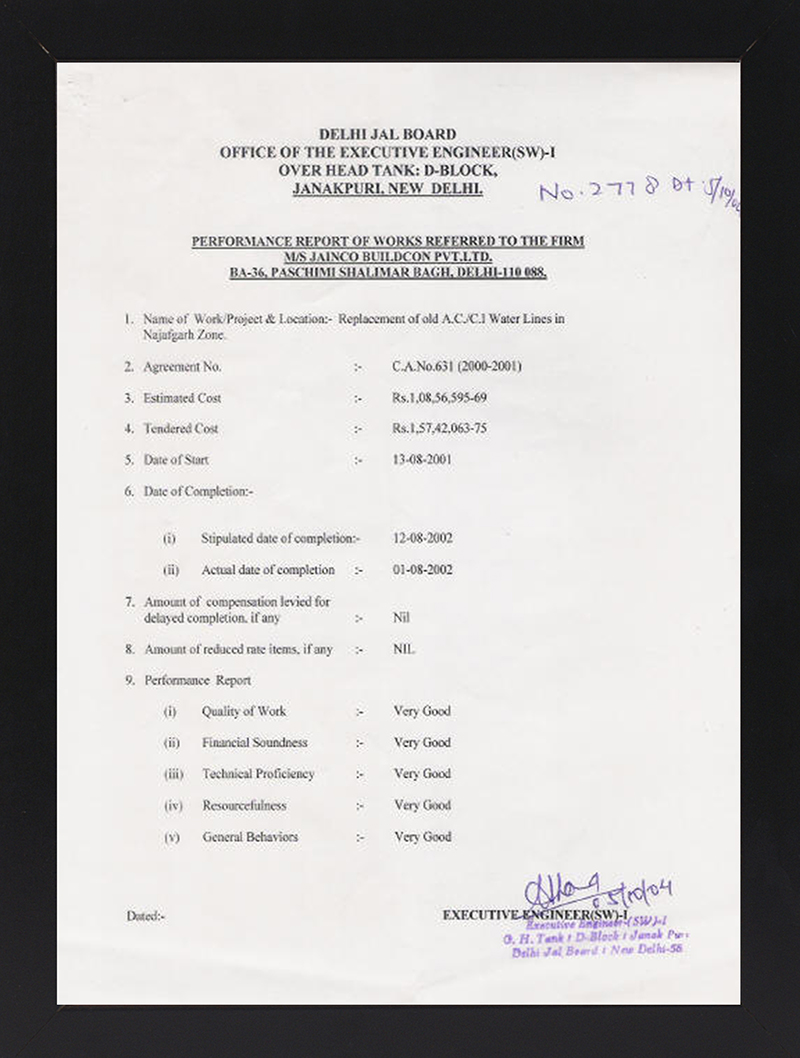 DELHI JAL BOARD
OFFICE OF THE EXECUTIVE ENGINEER(SW)-I
OVER HEAD TANK: D-BLOCK,
JANAKPURI, NEW DELHI.
No. 2778 Dt 5/10/
PERFORMANCE REPORT OF WORKS REFERRED TO THE FIRM
M/S JAINCO BUILDCON PVT.LTD.
BA-36, PASCHIMI SHALIMAR BAGH, DELHI-110 088.
1. Name of Work/Project & Location:- Replacement of old A.C./C.I Water Lines in
Najafgarh Zone.
2. Agreement No. :- C.A.No.631 (2000-2001)
3. Estimated Cost :- Rs.1,08,56,595-69
4. Tendered Cost :- Rs.1,57,42,063-75
5. Date of Start :- 13-08-2001
6. Date of Completion:-
(i) Stipulated date of completion:- 12-08-2002
(ii) Actual date of completion :- 01-08-2002
7. Amount of compensation levied for
delayed completion, if any :- Nil
8. Amount of reduced rate items, if any :- NIL
9. Performance Report
(i) Quality of Work :- Very Good
(ii) Financial Soundness :- Very Good
(iii) Technical Proficiency :- Very Good
(iv) Resourcefulness :- Very Good
(v) General Behaviors :- Very Good
05/10/04
Dated:- EXECUTIVE ENGINEER(SW)-I
Executive Engineer-(SW)-I
O. H. Tank : D-Block : Janak Puri
Delhi Jal Board : New Delhi-58